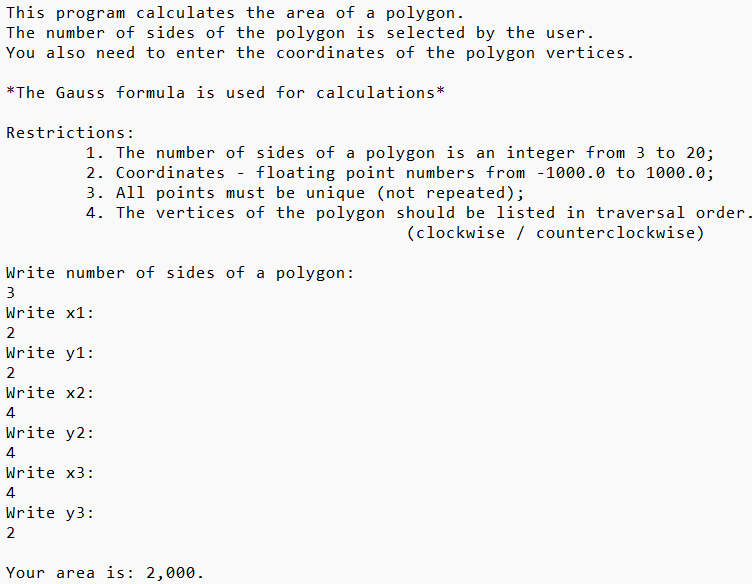 This program calculates the area of a polygon.
The number of sides of the polygon is selected by the user.
You also need to enter the coordinates of the polygon vertices.
*The Gauss formula is used for calculations*
Restrictions:
1. The number of sides of a polygon is an integer from 3 to 20;
2. Coordinates - floating point numbers from -1000.0 to 1000.0;
3. All points must be unique (not repeated);
4. The vertices of the polygon should be listed in traversal order.
(clockwise / counterclockwise)
Write number of sides of a polygon:
3
Write x1:
2
Write y1:
2
Write x2:
4
Write y2:
4
Write x3:
4
Write y3:
2
Your area is: 2,000.